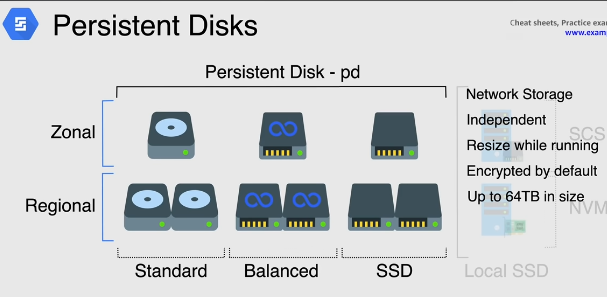 Persistent Disks
Cheat sheets, Practice exa
www.examp
Persistent Disk - pd
Zonal
Regional
Standard
Balanced
SSD
Network Storage
Independent
Resize while running
Encrypted by default
Up to 64TB in size
SCS
NVM
Local SSD